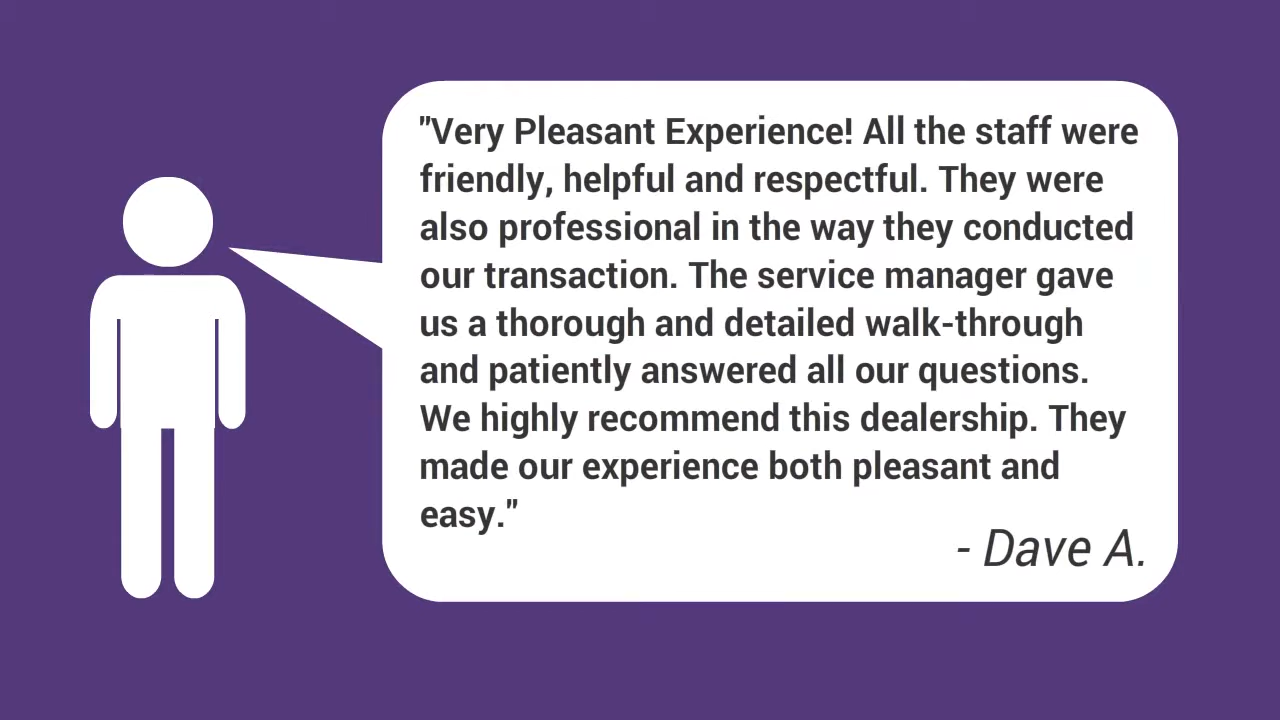 "Very Pleasant Experience! All the staff were
friendly, helpful and respectful. They were
also professional in the way they conducted
our transaction. The service manager gave
us a thorough and detailed walk-through
and patiently answered all our questions.
We highly recommend this dealership. They
made our experience both pleasant and
easy."
- Dave A.